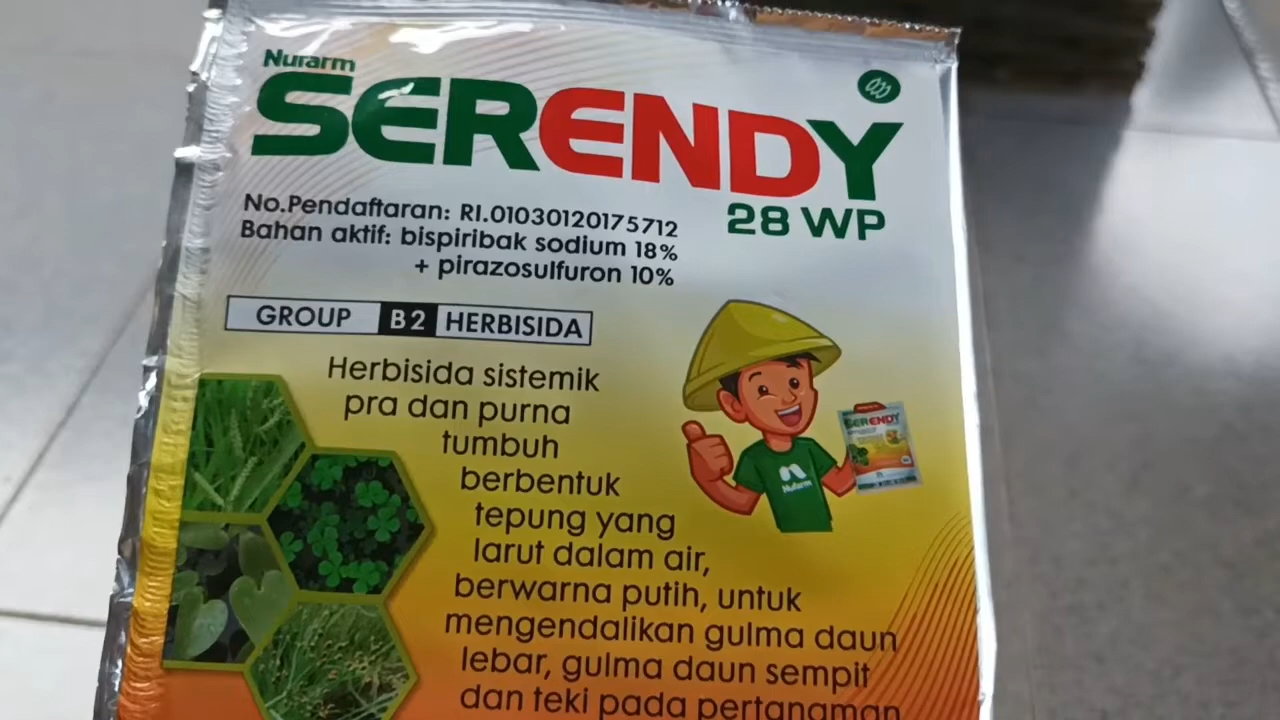 Nurarm
SERENDY
28 WP
No.Pendaftaran: RI.01030120175712
Bahan aktif: bispiribak sodium 18%
+ pirazosulfuron 10%
GROUP B2 HERBISIDA
Herbisida sistemik
pra dan purna
tumbuh
berbentuk
tepung yang
larut dalam air,
berwarna putih, untuk
mengendalikan gulma daun
lebar, gulma daun sempit
dan teki pada pertanaman
Nufarm
SERENDY